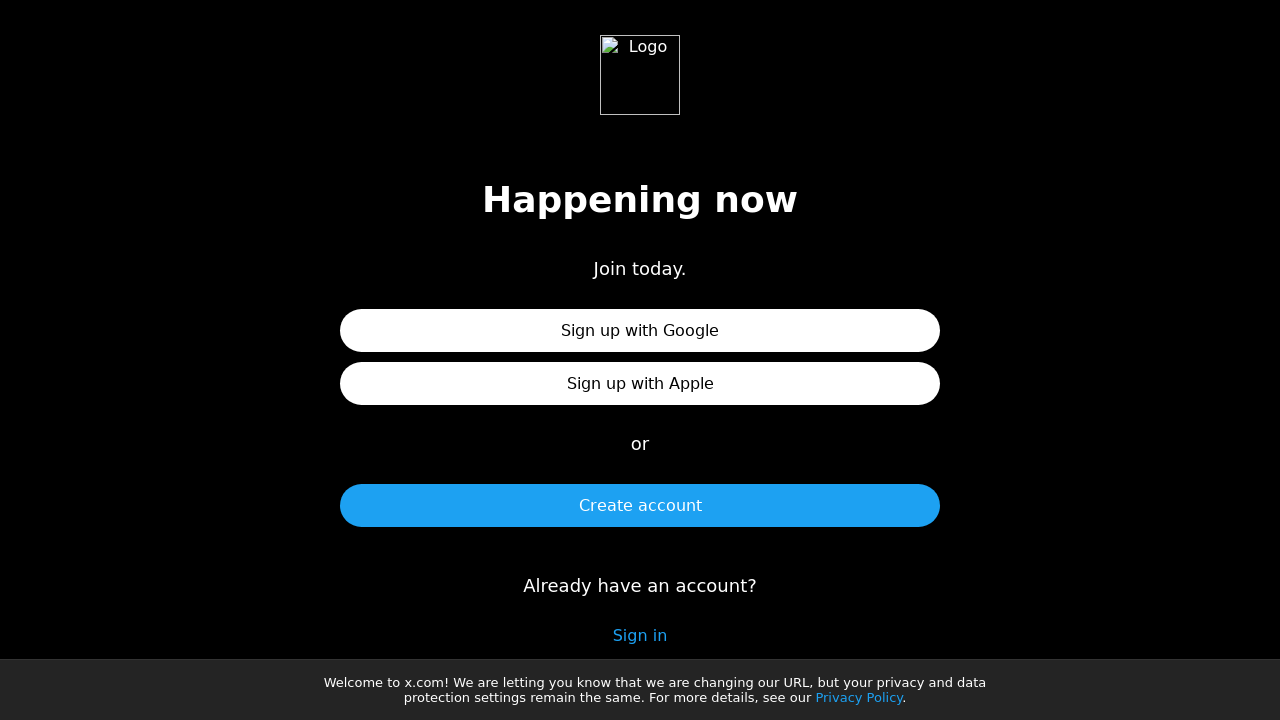 Logo
Happening now
Join today.
Sign up with Google
Sign up with Apple
or
Create account
Already have an account?
Sign in
Welcome to x.com! We are letting you know that we are changing our URL, but your privacy and data
protection settings remain the same. For more details, see our Privacy Policy.